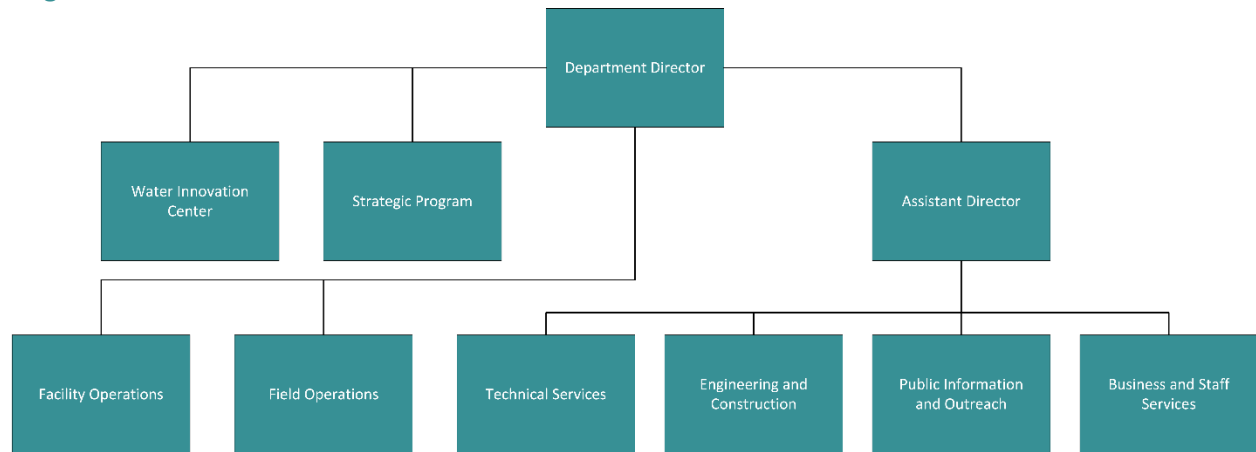 Department Director
Water Innovation
Center
Strategic Program
Assistant Director
Facility Operations
Field Operations
Technical Services
Engineering and
Construction
Public Information
and Outreach
Business and Staff
Services